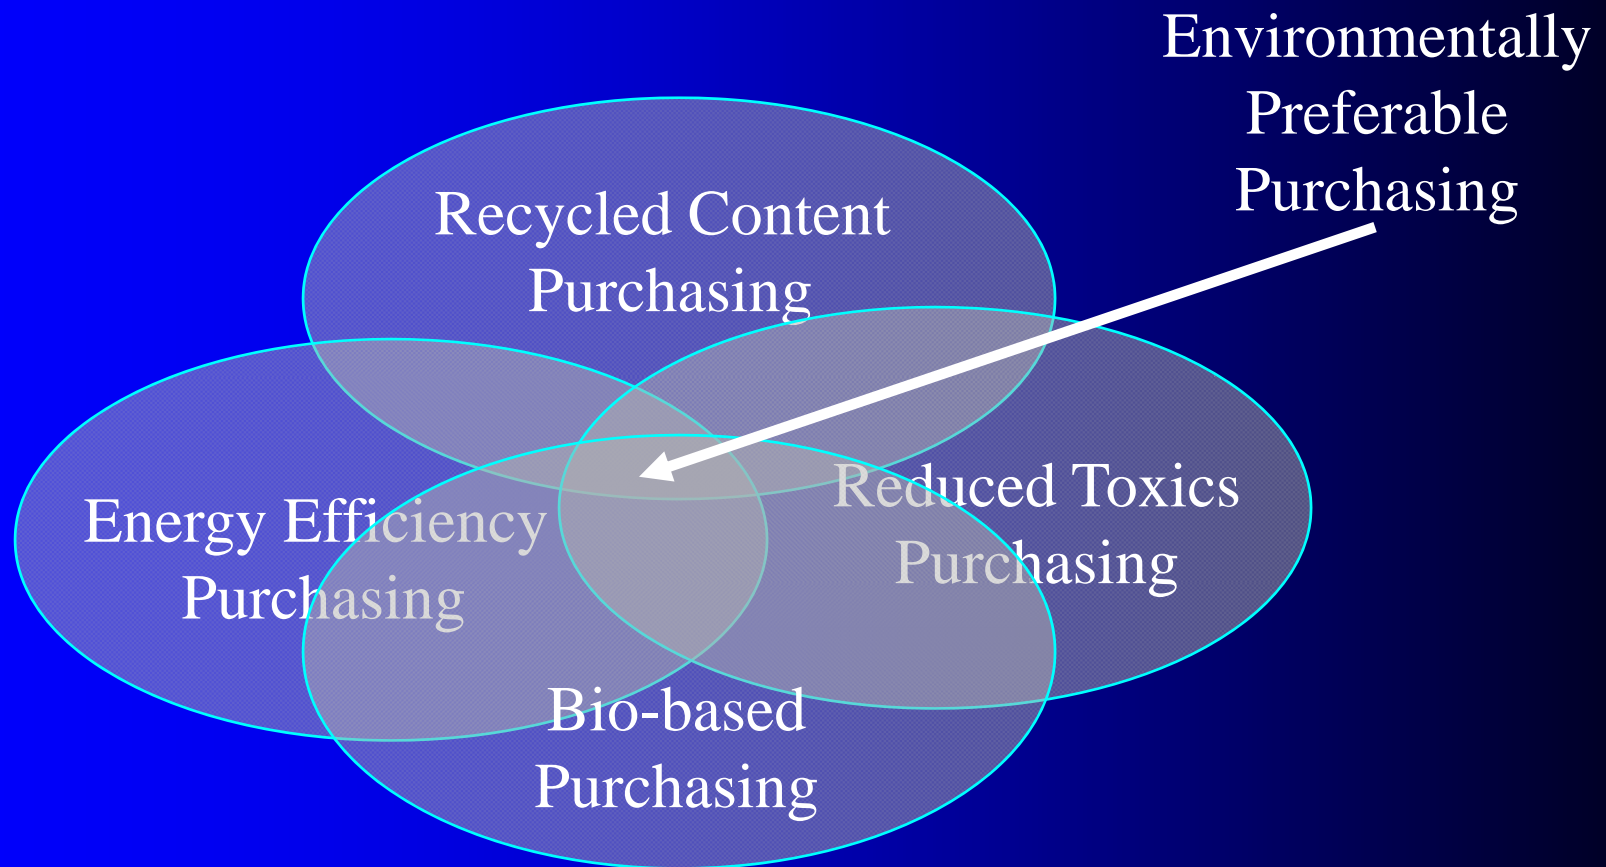 Environmentally
Preferable
Purchasing
Recycled Content
Purchasing
Energy Efficiency
Purchasing
Reduced Toxics
Purchasing
Bio-based
Purchasing